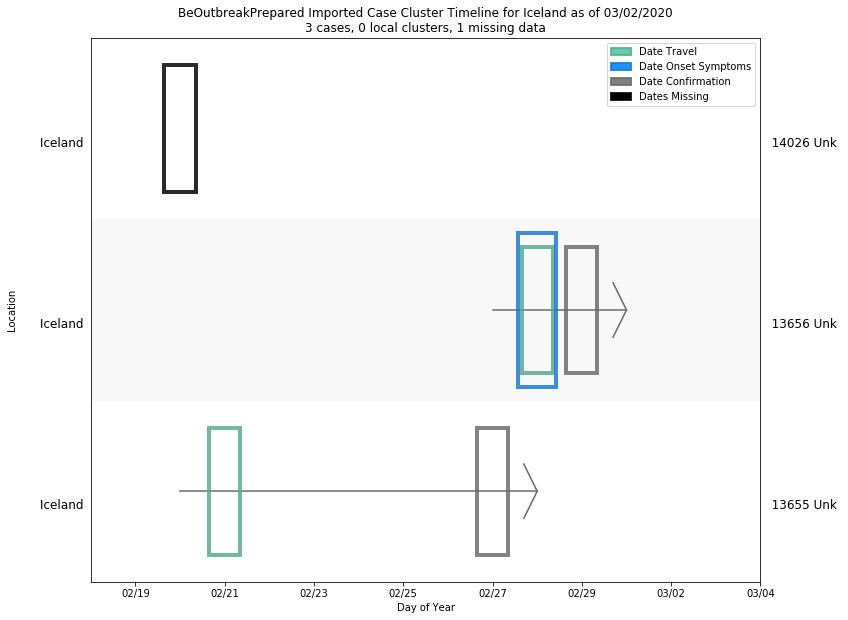 BeOutbreakPrepared Imported Case Cluster Timeline for Iceland as of 03/02/2020
3 cases, 0 local clusters, 1 missing data
Date Travel
Date Onset Symptoms
Date Confirmation
Dates Missing
Iceland
14026 Unk
Location
Iceland
13656 Unk
Iceland
13655 Unk
02/19 02/21 02/23 02/25 02/27 02/29 03/02 03/04
Day of Year